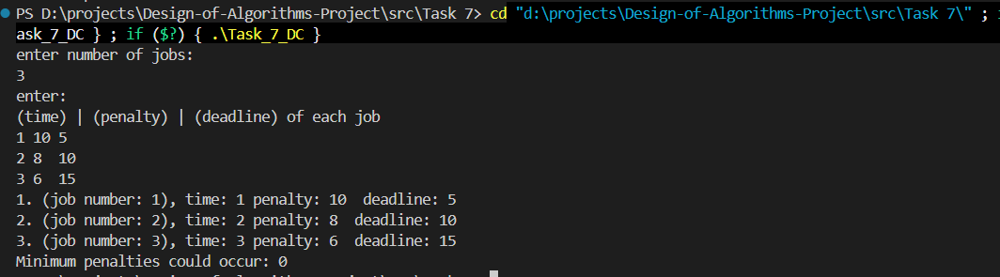 PS D:\projects\Design-of-Algorithms-Project\src\Task 7> cd "d:\projects\Design-of-Algorithms-Project\src\Task 7\" ;
ask_7_DC } ; if ($?) { .\Task_7_DC }
enter number of jobs:
3
enter:
(time) | (penalty) | (deadline) of each job
1 10 5
2 8  10
3 6  15
1. (job number: 1), time: 1 penalty: 10  deadline: 5
2. (job number: 2), time: 2 penalty: 8  deadline: 10
3. (job number: 3), time: 3 penalty: 6  deadline: 15
Minimum penalties could occur: 0